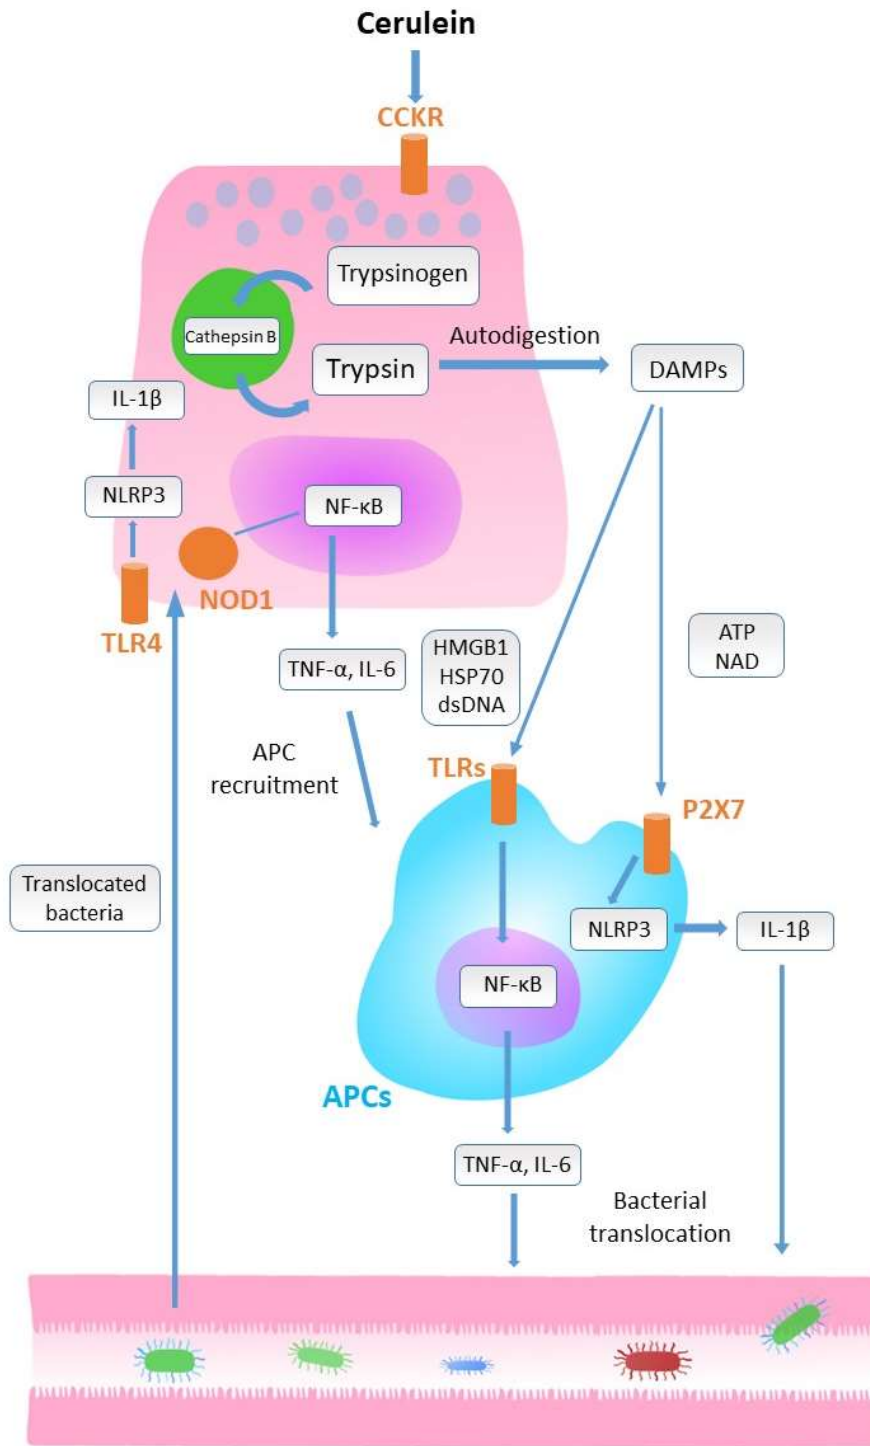 Cerulein
CCKR
Trypsinogen
Cathepsin B
Trypsin
Autodigestion
DAMPs
IL-1β
NLRP3
NF-κB
NOD1
TLR4
TNF-α, IL-6
HMGB1
HSP70
dsDNA
ATP
NAD
APC
recruitment
TLRs
P2X7
Translocated
bacteria
NLRP3
IL-1β
NF-κB
APCs
TNF-α, IL-6
Bacterial
translocation